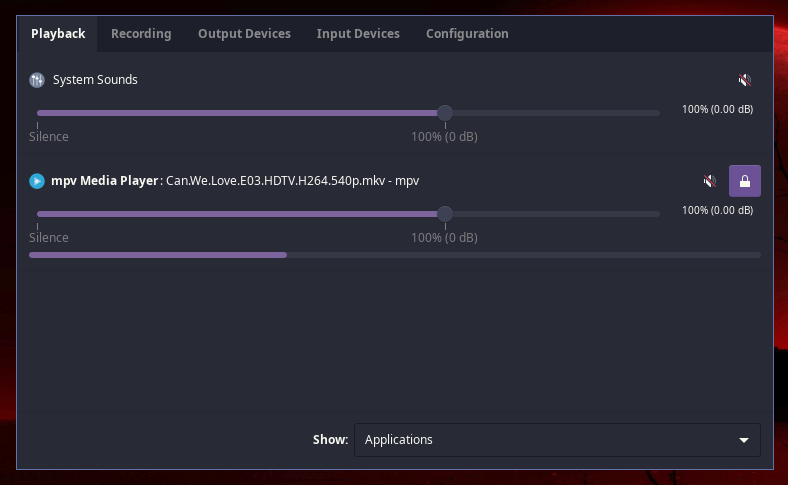 Playback Recording Output Devices Input Devices Configuration
System Sounds
100% (0.00 dB)
Silence 100% (0 dB)
mpv Media Player: Can.We.Love.E03.HDTV.H264.540p.mkv - mpv
100% (0.00 dB)
Silence 100% (0 dB)
Show: Applications